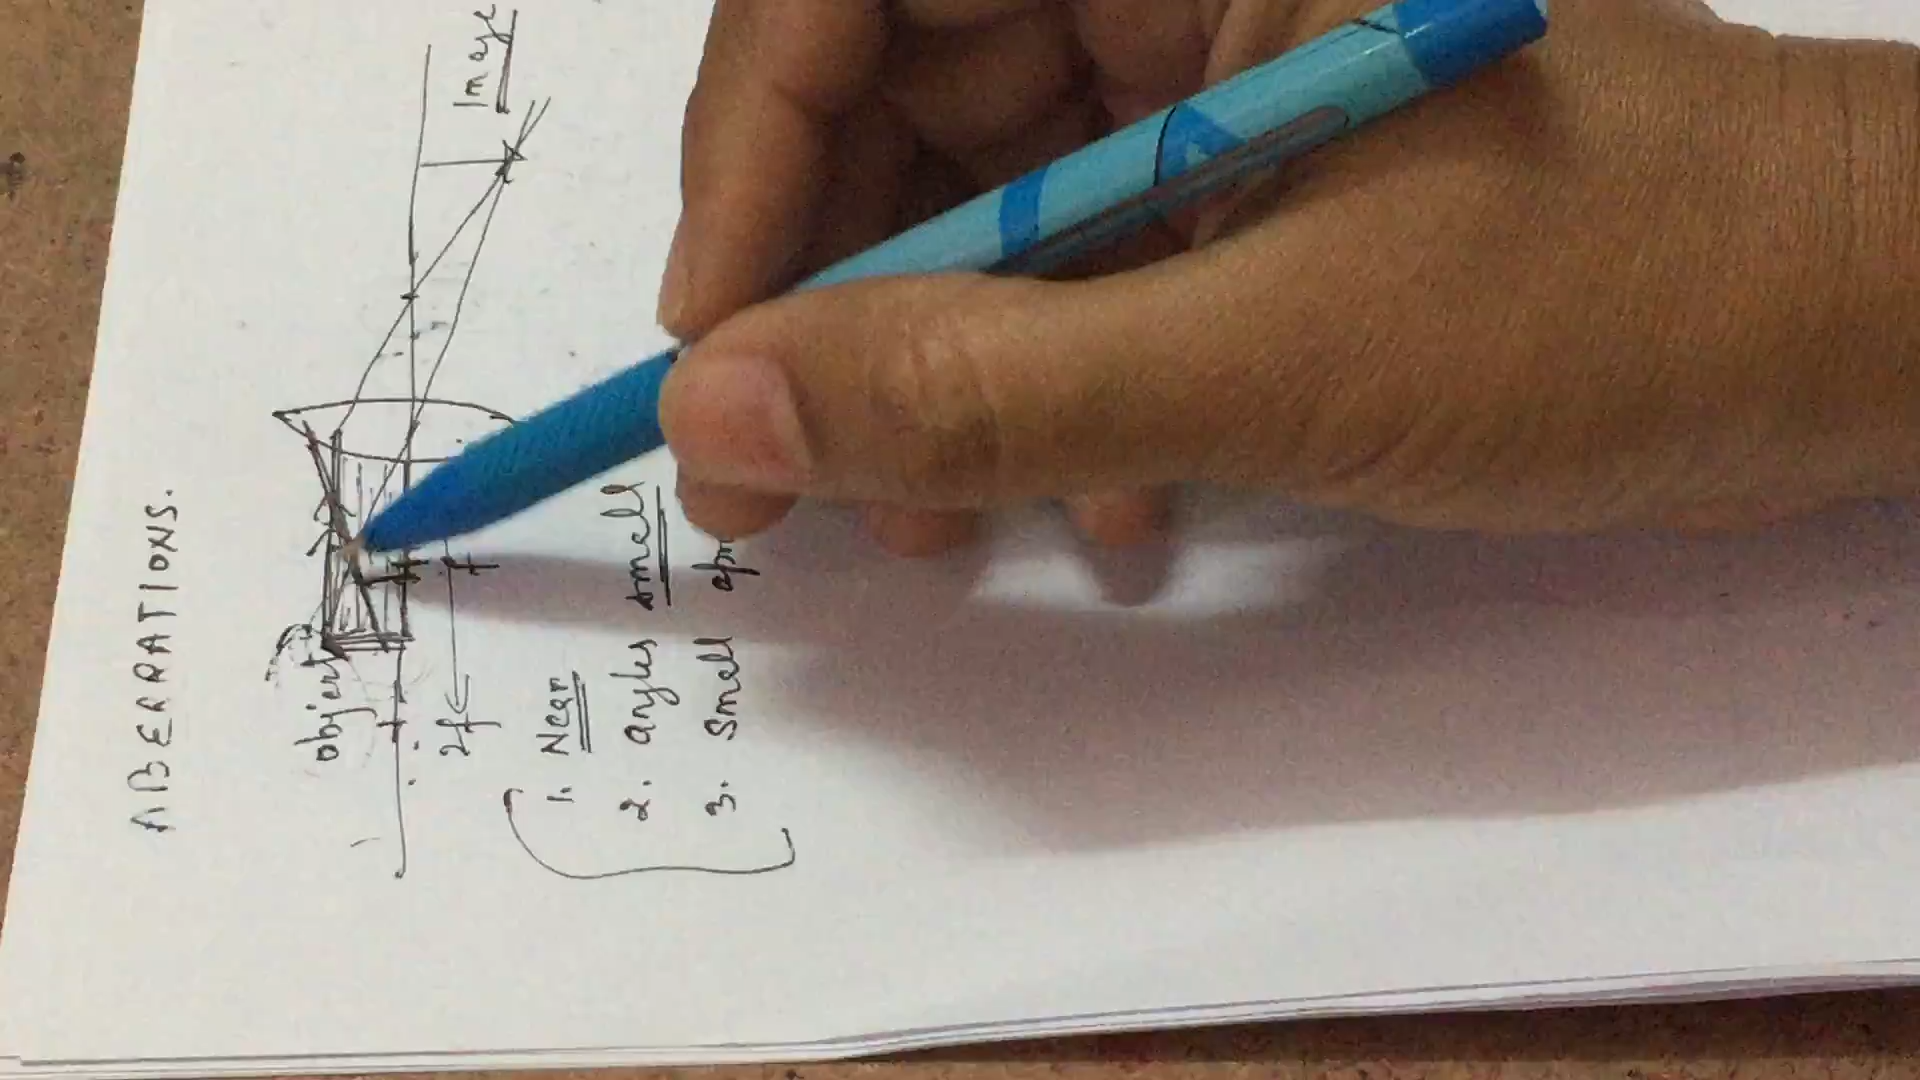 ABERRATIONS.
object
Image
2f f
1. Near
2. angles small
3. small